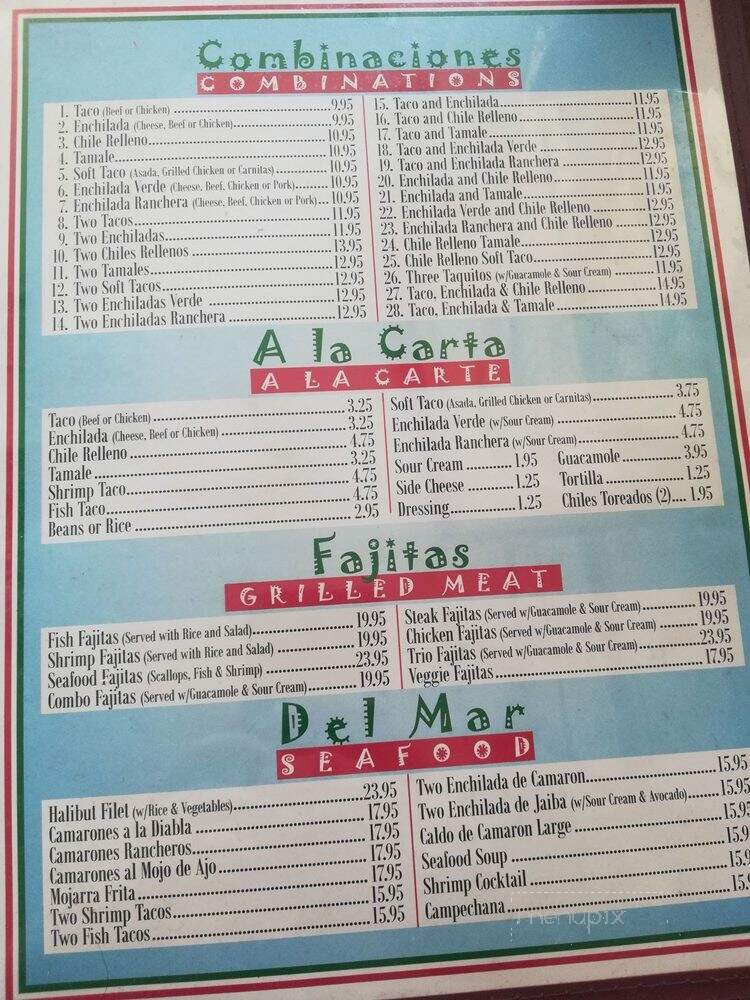 Combinaciones
COMBINATIONS
1. Taco (Beef or Chicken) 9.95
2. Enchilada (Cheese, Beef or Chicken) 9.95
3. Chile Relleno 10.95
4. Tamale 10.95
5. Soft Taco (Asada, Grilled Chicken or Carnitas) 10.95
6. Enchilada Verde (Cheese, Beef, Chicken or Pork) 10.95
7. Enchilada Ranchera (Cheese, Beef, Chicken or Pork) 10.95
8. Two Tacos 11.95
9. Two Enchiladas 11.95
10. Two Chiles Rellenos 13.95
11. Two Tamales 12.95
12. Two Soft Tacos 12.95
13. Two Enchiladas Verde 12.95
14. Two Enchiladas Ranchera 12.95
15. Taco and Enchilada 11.95
16. Taco and Chile Relleno 11.95
17. Taco and Tamale 11.95
18. Taco and Enchilada Verde 12.95
19. Taco and Enchilada Ranchera 12.95
20. Enchilada and Chile Relleno 11.95
21. Enchilada and Tamale 11.95
22. Enchilada Verde and Chile Relleno 12.95
23. Enchilada Ranchera and Chile Relleno 12.95
24. Chile Relleno Tamale 12.95
25. Chile Relleno Soft Taco 12.95
26. Three Taquitos (w/Guacamole & Sour Cream) 11.95
27. Taco, Enchilada & Chile Relleno 14.95
28. Taco, Enchilada & Tamale 14.95
A la Carta
A LA CARTE
Taco (Beef or Chicken) 3.25
Enchilada (Cheese, Beef or Chicken) 3.25
Chile Relleno 4.75
Tamale 3.25
Shrimp Taco 4.75
Fish Taco 4.75
Beans or Rice 2.95
Soft Taco (Asada, Grilled Chicken or Carnitas) 3.75
Enchilada Verde (w/Sour Cream) 4.75
Enchilada Ranchera (w/Sour Cream) 4.75
Sour Cream 1.95 Guacamole 3.95
Side Cheese 1.25 Tortilla 1.25
Dressing 1.25 Chiles Toreados (2) 1.95
Fajitas
GRILLED MEAT
Fish Fajitas (Served with Rice and Salad) 19.95
Shrimp Fajitas (Served with Rice and Salad) 19.95
Seafood Fajitas (Scallops, Fish & Shrimp) 23.95
Combo Fajitas (Served w/Guacamole & Sour Cream) 19.95
Steak Fajitas (Served w/Guacamole & Sour Cream) 19.95
Chicken Fajitas (Served w/Guacamole & Sour Cream) 19.95
Trio Fajitas (Served w/Guacamole & Sour Cream) 23.95
Veggie Fajitas 17.95
Del Mar
SEAFOOD
Halibut Filet (w/Rice & Vegetables) 23.95
Camarones a la Diabla 17.95
Camarones Rancheros 17.95
Camarones al Mojo de Ajo 17.95
Mojarra Frita 17.95
Two Shrimp Tacos 15.95
Two Fish Tacos 15.95
Two Enchilada de Camaron 15.95
Two Enchilada de Jaiba (w/Sour Cream & Avocado) 15.95
Caldo de Camaron Large 15.95
Seafood Soup 15.9
Shrimp Cocktail 15.9
Campechana 15.
menupix